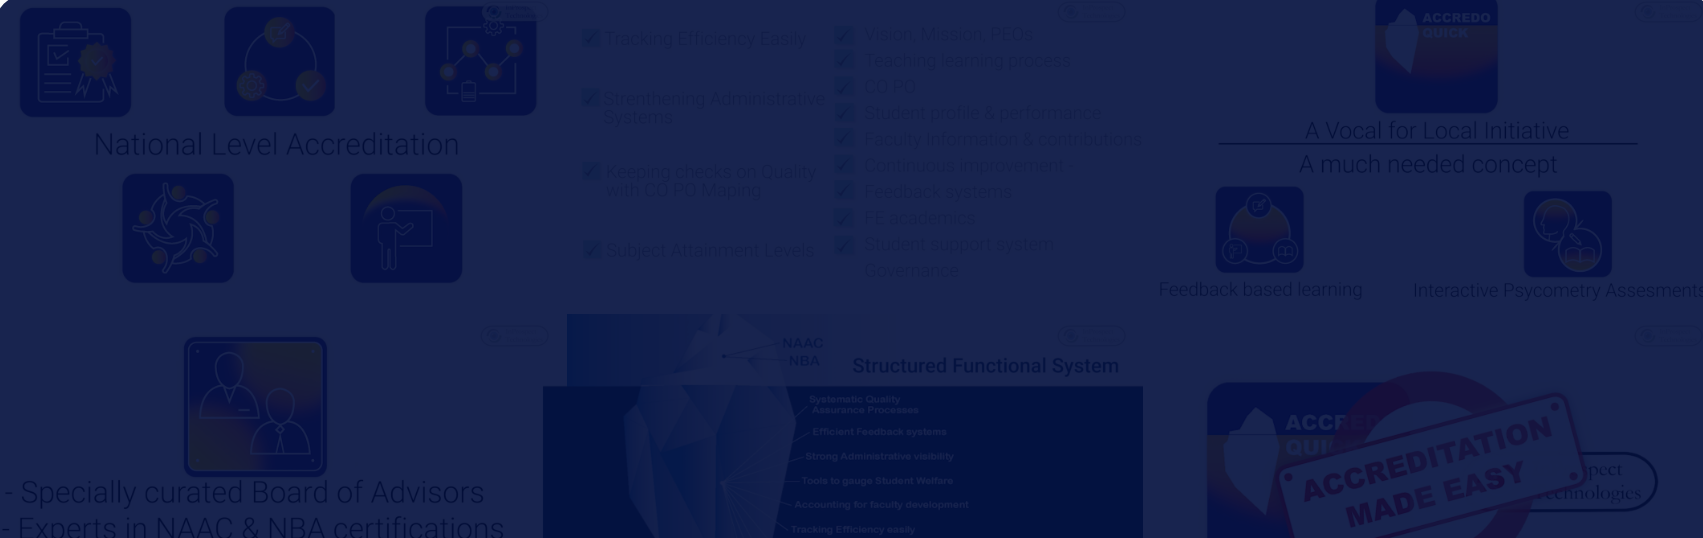 National Level Accreditation
Tracking Efficiency Easily
Strenthening Administrative
Systems
Keeping checks on Quality
with CO PO Maping
Subject Attainment Levels
Vision, Mission, PEOs
Teaching learning process
CO PO
Student profile & performance
Faculty Information & contributions
Continuous improvement
Feedback systems
FE academics
Student support system
Governance
ACCREDO
QUICK
A Vocal for Local Initiative
A much needed concept
Feedback based learning
Interactive Psycometry Assesments
- Specially curated Board of Advisors
- Experts in NAAC & NBA certifications
NAAC
NBA
Structured Functional System
Systematic Quality
Assurance Processes
Efficient Feedback systems
Strong Administrative visibility
Tools to gauge Student Welfare
Accounting for faculty development
Tracking Efficiency easily
ACCRE
QUI
ACCREDITATION
MADE EASY
pect
echnologies